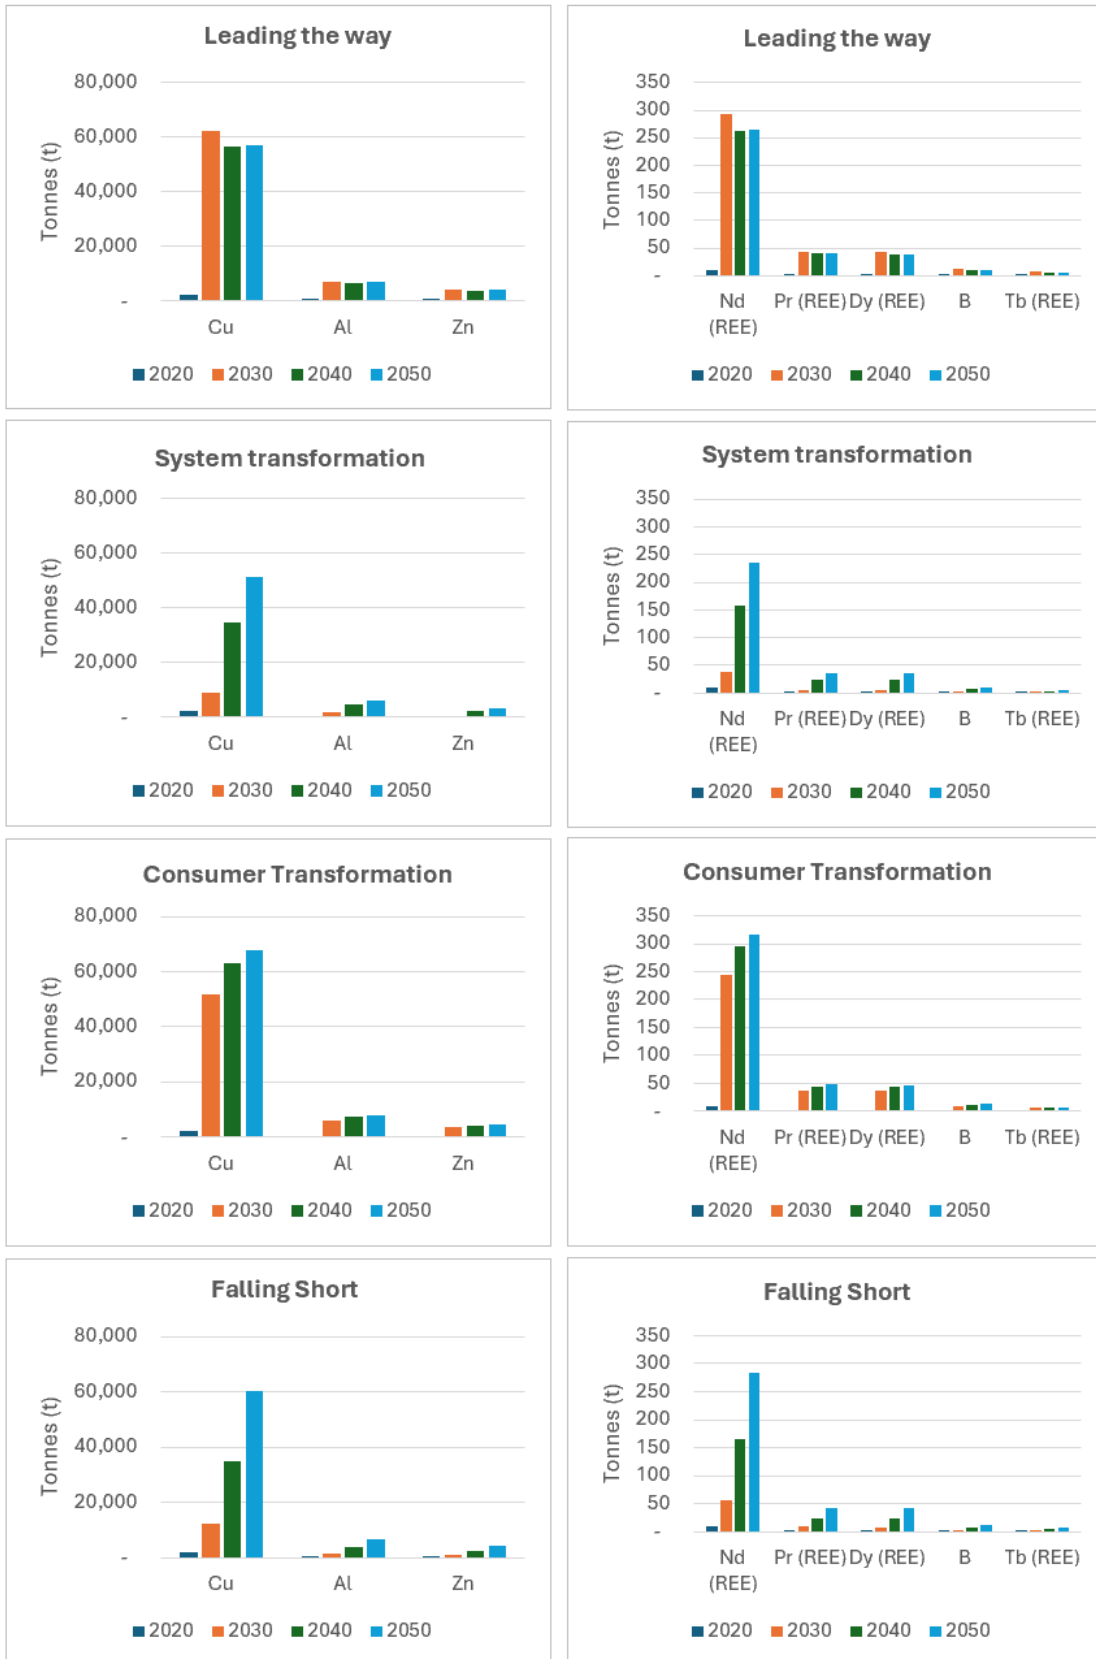 Leading the way
80,000
60,000
40,000
20,000
-
Tonnes (t)
Cu Al Zn
2020 2030 2040 2050
Leading the way
350
300
250
200
150
100
50
-
Tonnes (t)
Nd Pr (REE) Dy (REE) B Tb (REE)
(REE)
2020 2030 2040 2050
System transformation
80,000
60,000
40,000
20,000
-
Tonnes (t)
Cu Al Zn
2020 2030 2040 2050
System transformation
350
300
250
200
150
100
50
-
Tonnes (t)
Nd Pr (REE) Dy (REE) B Tb (REE)
(REE)
2020 2030 2040 2050
Consumer Transformation
80,000
60,000
40,000
20,000
-
Tonnes (t)
Cu Al Zn
2020 2030 2040 2050
Consumer Transformation
350
300
250
200
150
100
50
-
Tonnes (t)
Nd Pr (REE) Dy (REE) B Tb (REE)
(REE)
2020 2030 2040 2050
Falling Short
80,000
60,000
40,000
20,000
-
Tonnes (t)
Cu Al Zn
2020 2030 2040 2050
Falling Short
350
300
250
200
150
100
50
-
Tonnes (t)
Nd Pr (REE) Dy (REE) B Tb (REE)
(REE)
2020 2030 2040 2050